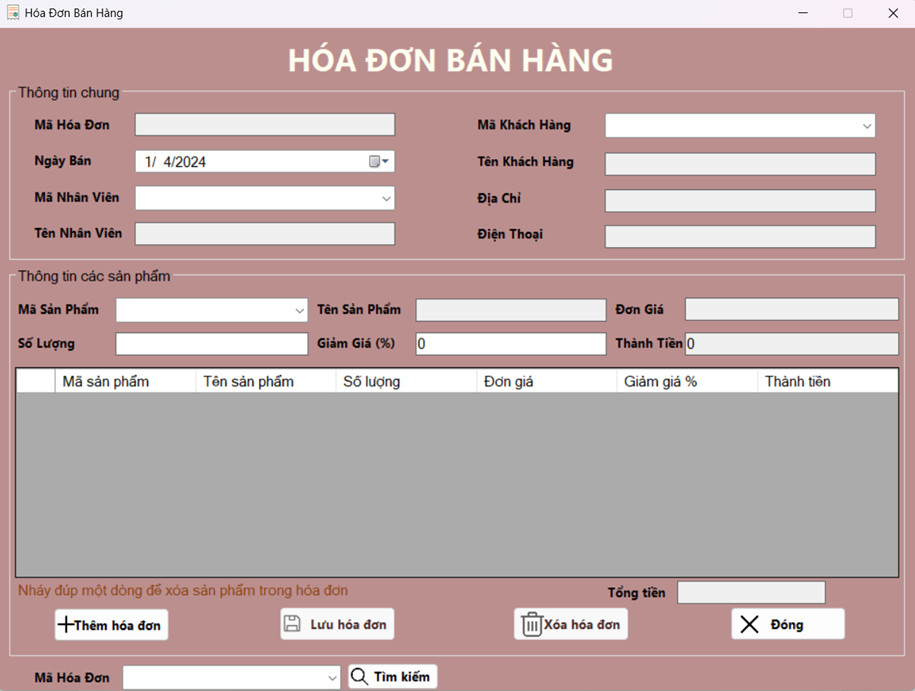 Hóa Đơn Bán Hàng
HÓA ĐƠN BÁN HÀNG
Thông tin chung
Mã Hóa Đơn
Mã Khách Hàng
Ngày Bán 1/ 4/2024
Tên Khách Hàng
Mã Nhân Viên
Địa Chỉ
Tên Nhân Viên
Điện Thoại
Thông tin các sản phẩm
Mã Sản Phẩm Tên Sản Phẩm Đơn Giá
Số Lượng Giảm Giá (%) 0 Thành Tiền 0
Mã sản phẩm Tên sản phẩm Số lượng Đơn giá Giảm giá % Thành tiền
Nháy đúp một dòng để xóa sản phẩm trong hóa đơn
Tổng tiền
Thêm hóa đơn Lưu hóa đơn Xóa hóa đơn Đóng
Mã Hóa Đơn Tìm kiếm